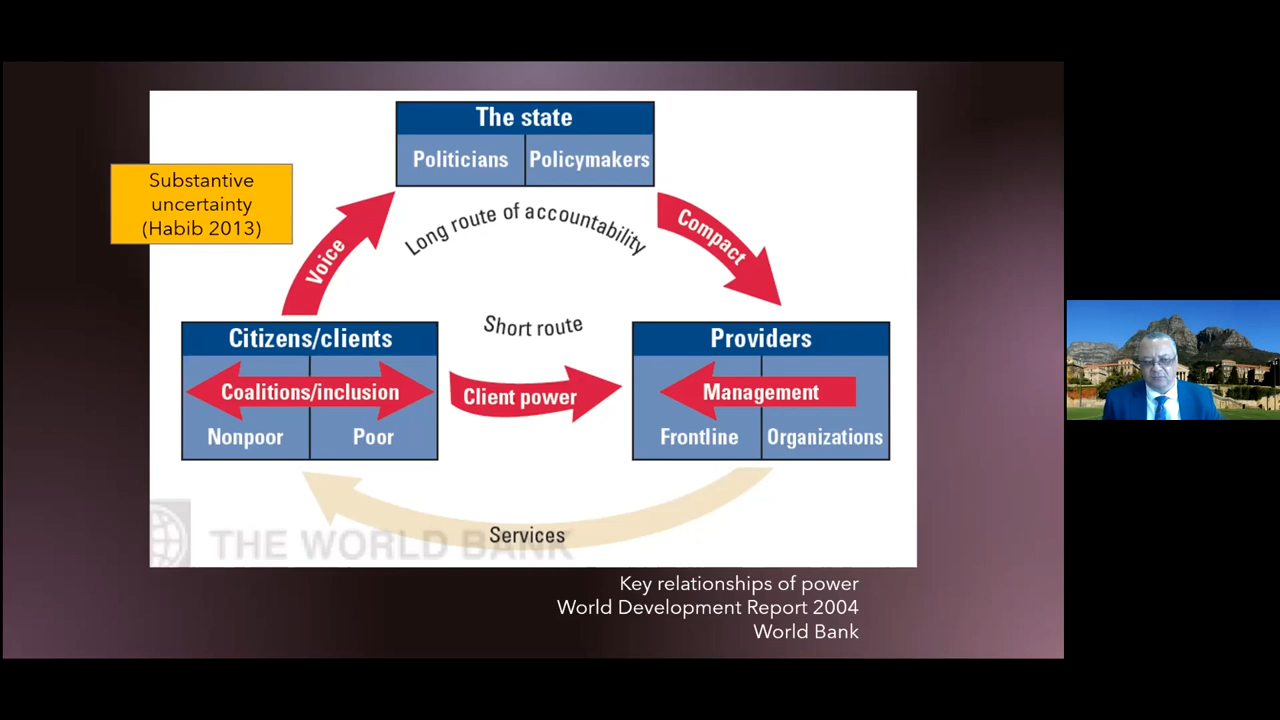 The state
Politicians
Policymakers
Substantive
uncertainty
(Habib 2013)
Long route of accountability
Voice
Compact
Short route
Citizens/clients
Coalitions/inclusion
Nonpoor
Poor
Client power
Providers
Management
Frontline
Organizations
Services
THE WORLD BANK
Key relationships of power
World Development Report 2004
World Bank